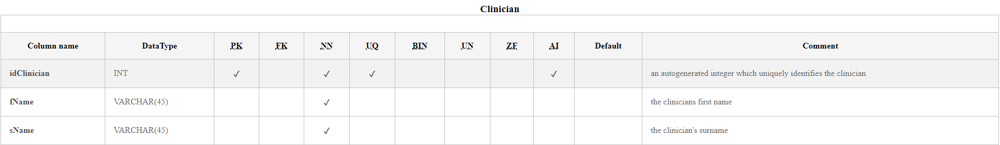 Clinician
Column name DataType PK FK NN UQ BIN UN ZF AI Default Comment
idClinician INT ✓ ✓ ✓ ✓ an autogenerated integer which uniquely identifies the clinician
fName VARCHAR(45) ✓ the clinicians first name
sName VARCHAR(45) ✓ the clinician's surname